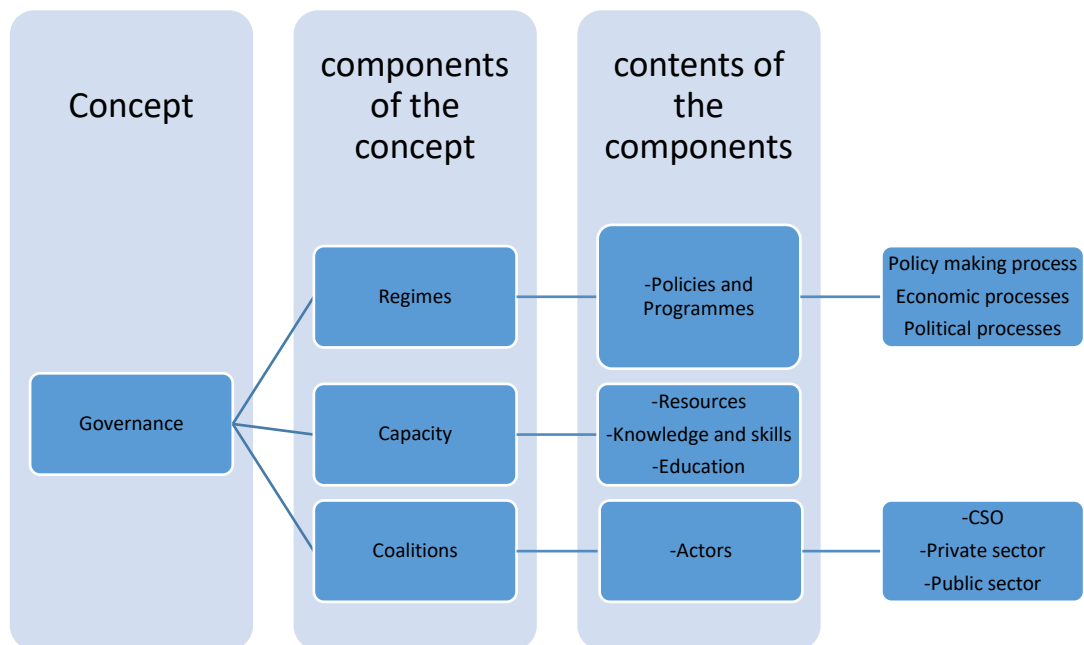 Concept
components
of the
concept
contents of
the
components
Governance
Regimes
-Policies and
Programmes
Policy making process
Economic processes
Political processes
Capacity
-Resources
-Knowledge and skills
-Education
Coalitions
-Actors
-CSO
-Private sector
-Public sector